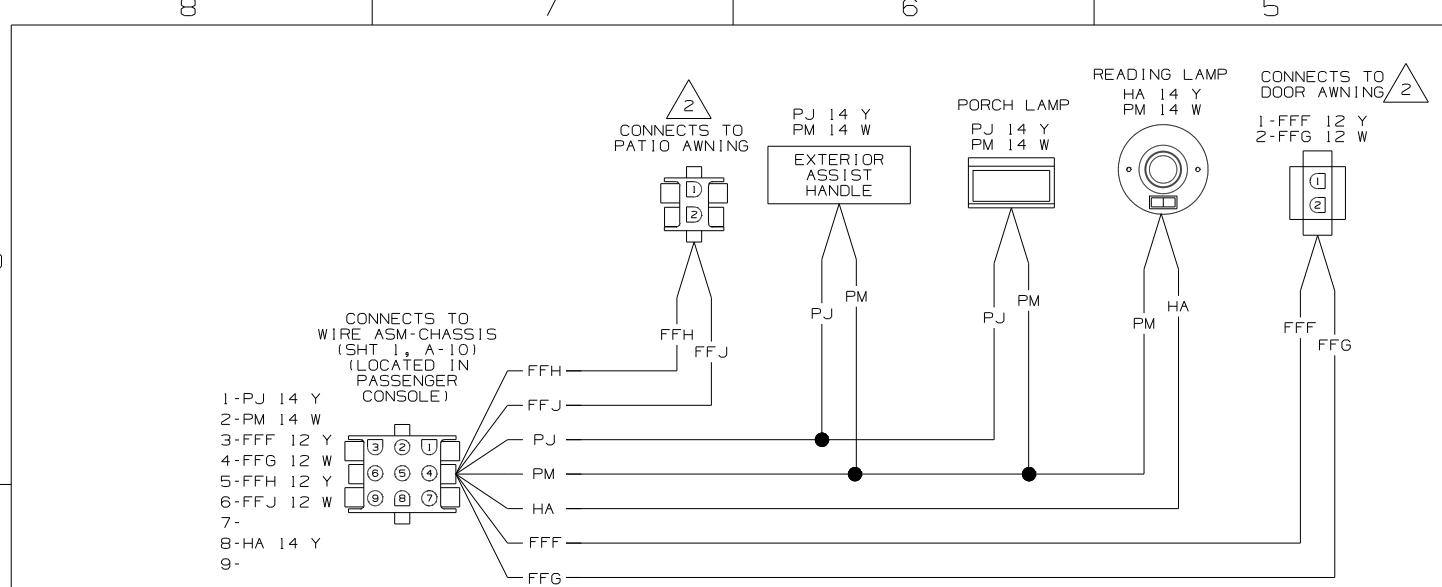 8 7 6 5
2
CONNECTS TO
PATIO AWNING
1
2
PJ 14 Y
PM 14 W
EXTERIOR
ASSIST
HANDLE
PORCH LAMP
PJ 14 Y
PM 14 W
READING LAMP
HA 14 Y
PM 14 W
CONNECTS TO
DOOR AWNING
2
1-FFF 12 Y
2-FFG 12 W
1
2
FFH
FFJ
PJ
PM
PJ
PM
PM
HA
FFF
FFG
CONNECTS TO
WIRE ASM-CHASSIS
(SHT 1, A-10)
(LOCATED IN
PASSENGER
CONSOLE)
1-PJ 14 Y
2-PM 14 W
3-FFF 12 Y
4-FFG 12 W
5-FFH 12 Y
6-FFJ 12 W
7-
8-HA 14 Y
9-
3 2 1
6 5 4
9 8 7
FFH
FFJ
PJ
PM
HA
FFF
FFG